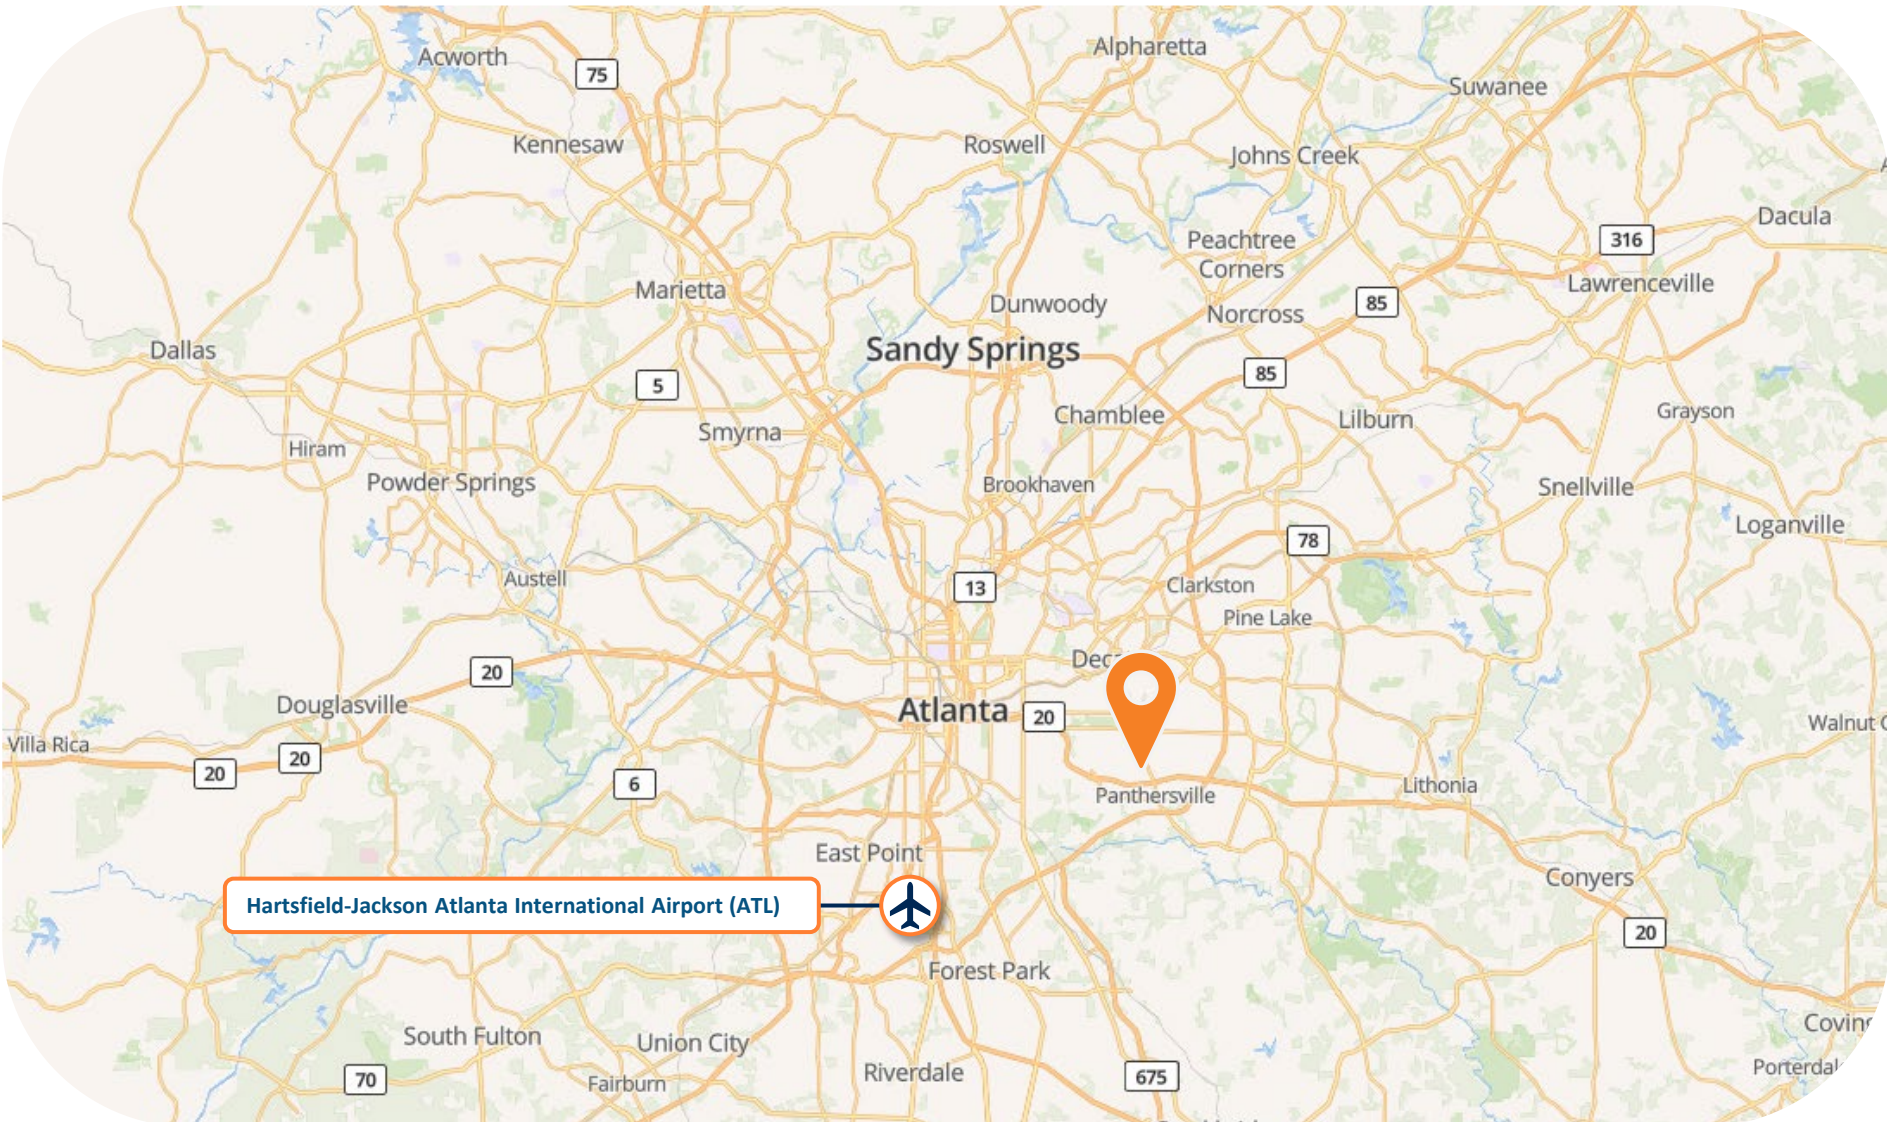 Acworth
75
Alpharetta
Suwanee
Kennesaw
Roswell
Johns Creek
Dacula
Peachtree
Corners
316
Lawrenceville
Marietta
Dunwoody
85
Norcross
Dallas
Sandy Springs
5
85
Grayson
Chamblee
Lilburn
Smyrna
Hiram
Powder Springs
Brookhaven
Snellville
Loganville
78
Austell
13
Clarkston
Pine Lake
20
Douglasville
Atlanta
20
Walnut
Villa Rica
20
20
6
Lithonia
Panthersville
East Point
Conyers
Hartsfield-Jackson Atlanta International Airport (ATL)
20
Forest Park
South Fulton
Union City
Riverdale
70
Fairburn
675